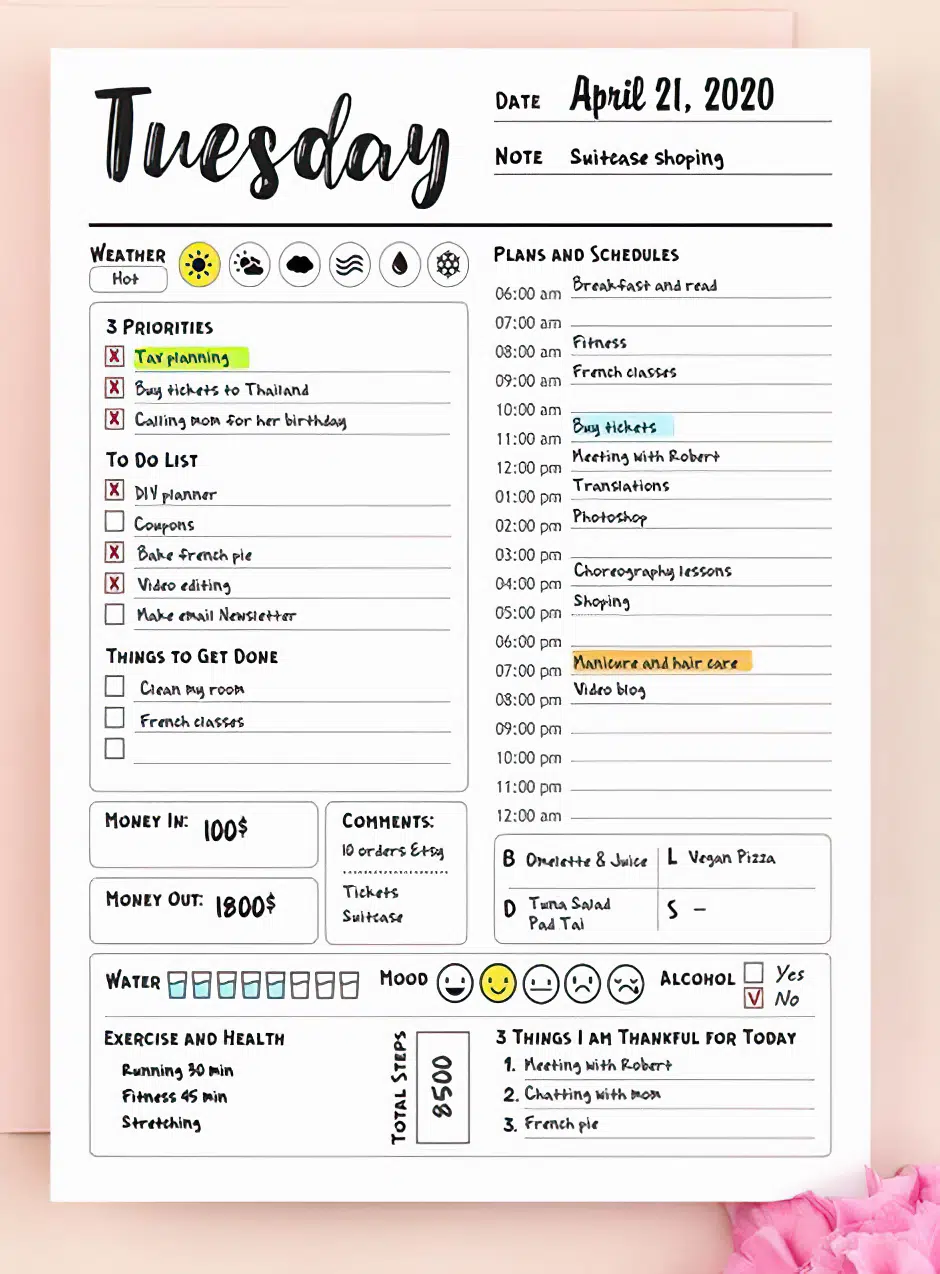 Tuesday
DATE April 21, 2020
NOTE Suitcase shoping
WEATHER
Hot
3 PRIORITIES
X Tax planning
X Buy tickets to Thailand
X Calling mom for her birthday
TO DO LIST
X DIY planner
Coupons
X Bake french pie
X Video editing
Make email Newsletter
THINGS TO GET DONE
Clean my room
French classes
MONEY IN: 100$
MONEY OUT: 1800$
COMMENTS:
10 orders Etsy
Tickets
Suitcase
PLANS AND SCHEDULES
06:00 am Breakfast and read
07:00 am
08:00 am Fitness
09:00 am French classes
10:00 am
11:00 am Buy tickets
12:00 pm Meeting with Robert
01:00 pm Translations
02:00 pm Photoshop
03:00 pm
04:00 pm Choreography lessons
05:00 pm Shoping
06:00 pm
07:00 pm Manicure and hair care
08:00 pm Video blog
09:00 pm
10:00 pm
11:00 pm
12:00 am
B Omelette & Juice
L Vegan Pizza
D Tuna Salad
Pad Tai
S –
WATER
MOOD
ALCOHOL Yes
V No
EXERCISE AND HEALTH
Running 30 min
Fitness 45 min
Stretching
TOTAL STEPS 8500
3 THINGS I AM THANKFUL FOR TODAY
1. Meeting with Robert
2. Chatting with mom
3. French pie